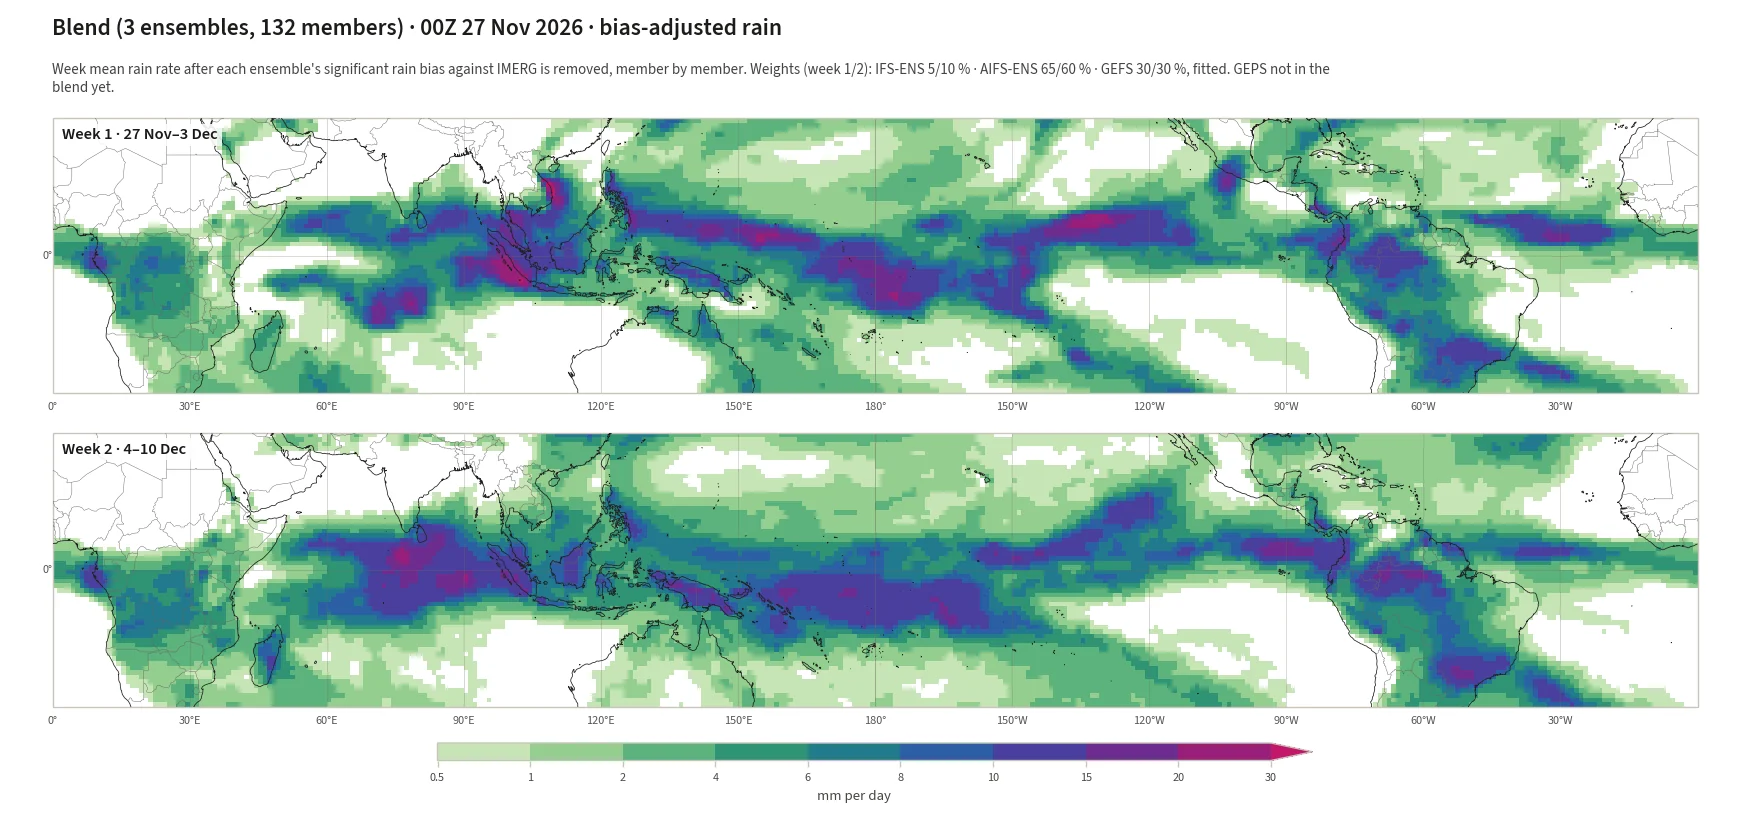 Blend (3 ensembles, 132 members) · 00Z 27 Nov 2026 · bias-adjusted rain
Week mean rain rate after each ensemble's significant rain bias against IMERG is removed, member by member. Weights (week 1/2): IFS-ENS 5/10 % · AIFS-ENS 65/60 % · GEFS 30/30 %, fitted. GEPS not in the
blend yet.
Week 1 · 27 Nov–3 Dec
0°
0° 30°E 60°E 90°E 120°E 150°E 180° 150°W 120°W 90°W 60°W 30°W
Week 2 · 4–10 Dec
0°
0° 30°E 60°E 90°E 120°E 150°E 180° 150°W 120°W 90°W 60°W 30°W
0.5 1 2 4 6 8 10 15 20 30
mm per day